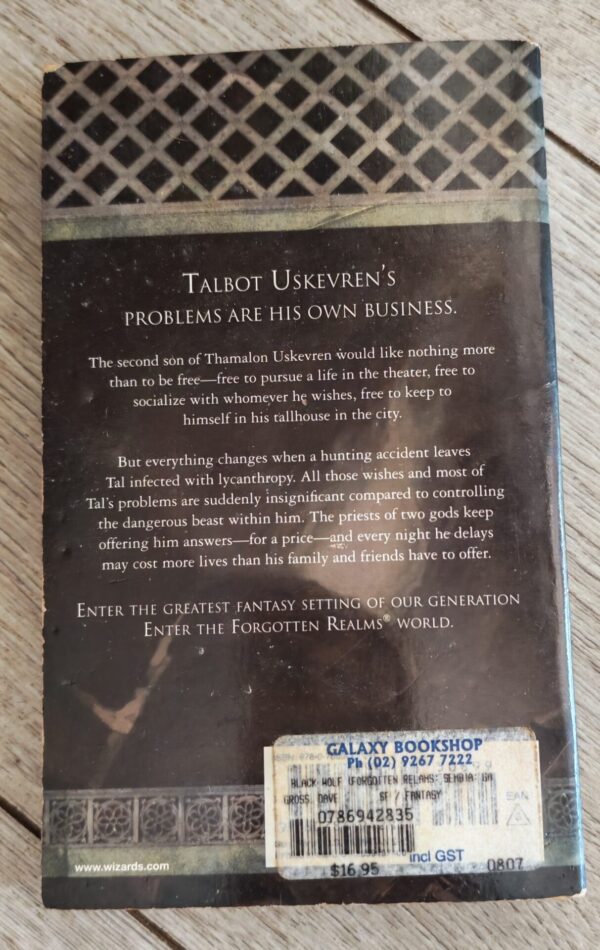 TALBOT USKEVREN'S
PROBLEMS ARE HIS OWN BUSINESS.
The second son of Thamalon Uskevren would like nothing more
than to be free—free to pursue a life in the theater, free to
socialize with whomever he wishes, free to keep to
himself in his tallhouse in the city.
But everything changes when a hunting accident leaves
Tal infected with lycanthropy. All those wishes and most of
Tal's problems are suddenly insignificant compared to controlling
the dangerous beast within him. The priests of two gods keep
offering him answers—for a price—and every night he delays
may cost more lives than his family and friends have to offer.
ENTER THE GREATEST FANTASY SETTING OF OUR GENERATION
ENTER THE FORGOTTEN REALMS® WORLD.
GALAXY BOOKSHOP
Ph (02) 9267 7222
BLACK WOLF (FORGOTTEN RELAHS: SEMBIA: GA
GROSS, DAVE SF / FANTASY
EAN
0786942835
incl GST
$16.95 0807
www.wizards.com